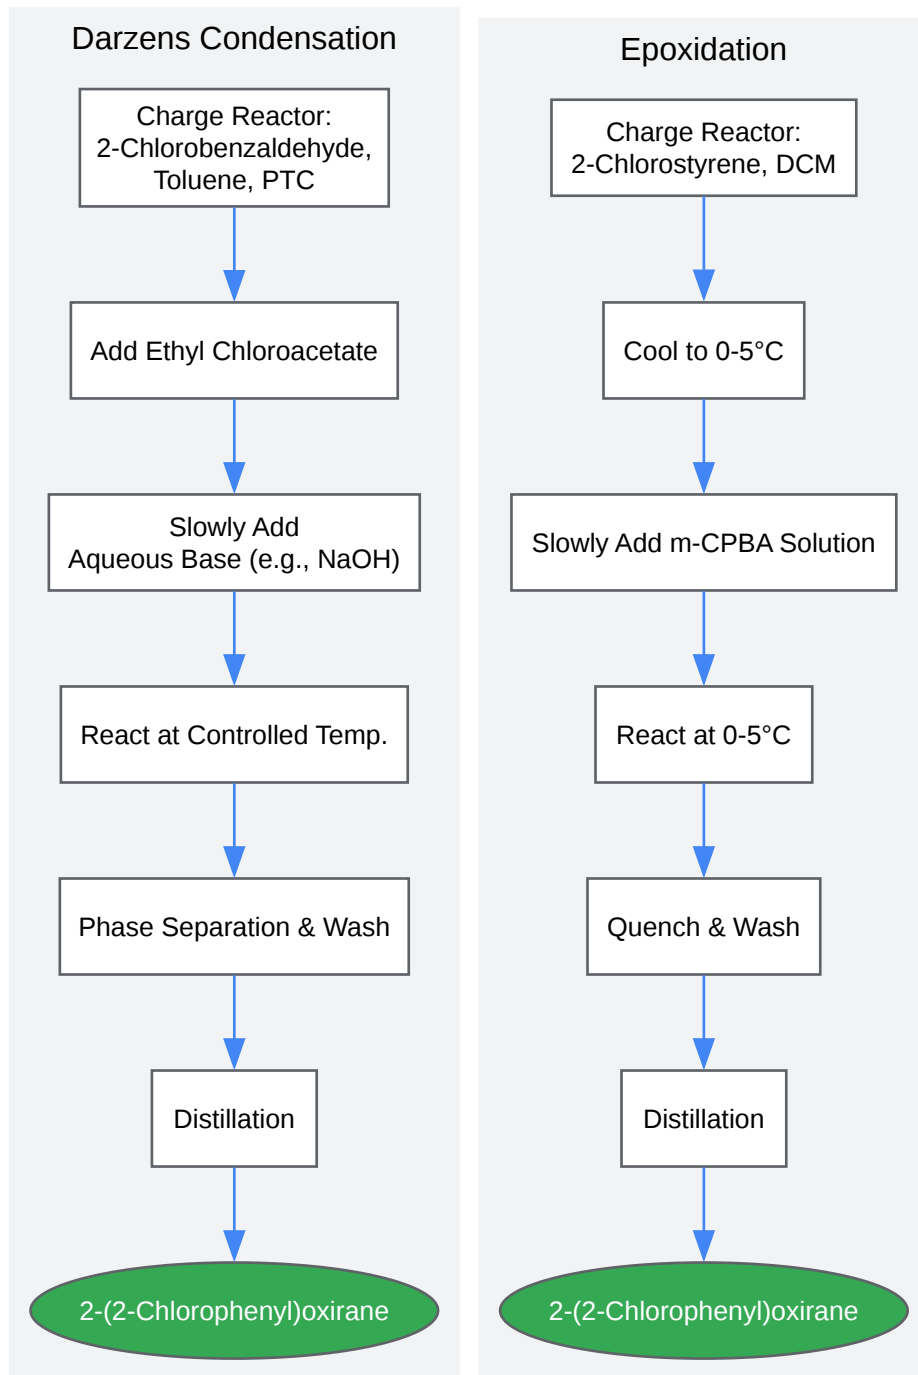 Darzens Condensation
Charge Reactor:
2-Chlorobenzaldehyde,
Toluene, PTC
Add Ethyl Chloroacetate
Slowly Add
Aqueous Base (e.g., NaOH)
React at Controlled Temp.
Phase Separation & Wash
Distillation
2-(2-Chlorophenyl)oxirane
Epoxidation
Charge Reactor:
2-Chlorostyrene, DCM
Cool to 0-5°C
Slowly Add m-CPBA Solution
React at 0-5°C
Quench & Wash
Distillation
2-(2-Chlorophenyl)oxirane